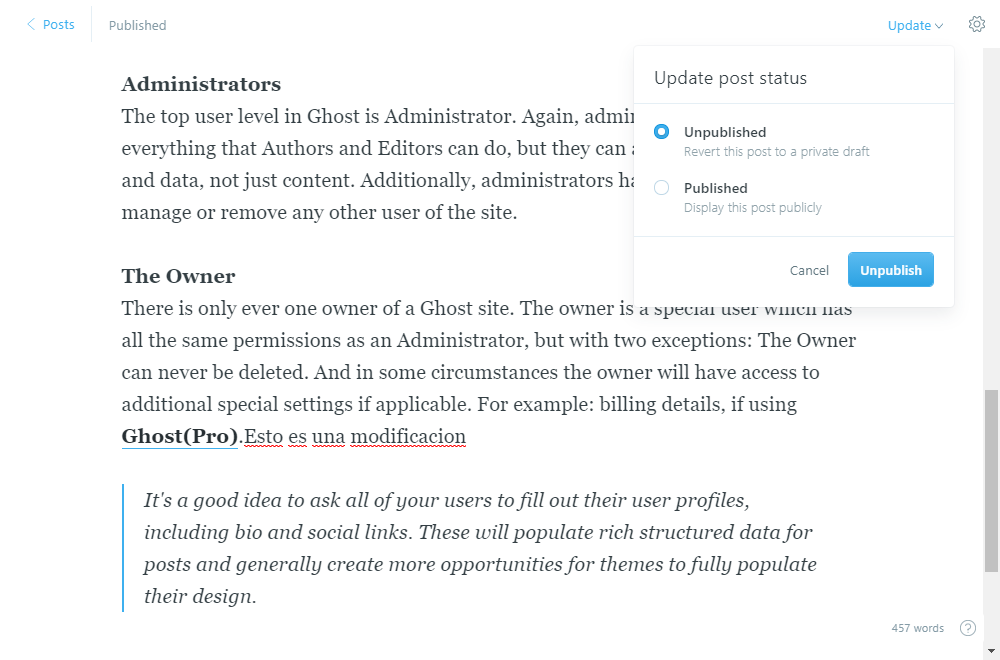 Posts
Published
Update
Update post status
Unpublished
Revert this post to a private draft
Published
Display this post publicly
Cancel
Unpublish
Administrators
The top user level in Ghost is Administrator. Again,
everything that Authors and Editors can do, but they can
and data, not just content. Additionally, administrators
manage or remove any other user of the site.
The Owner
There is only ever one owner of a Ghost site. The owner is a special user which has
all the same permissions as an Administrator, but with two exceptions: The Owner
can never be deleted. And in some circumstances the owner will have access to
additional special settings if applicable. For example: billing details, if using
Ghost(Pro).Esto es una modificacion
It's a good idea to ask all of your users to fill out their user profiles,
including bio and social links. These will populate rich structured data for
posts and generally create more opportunities for themes to fully populate
their design.
457 words
?